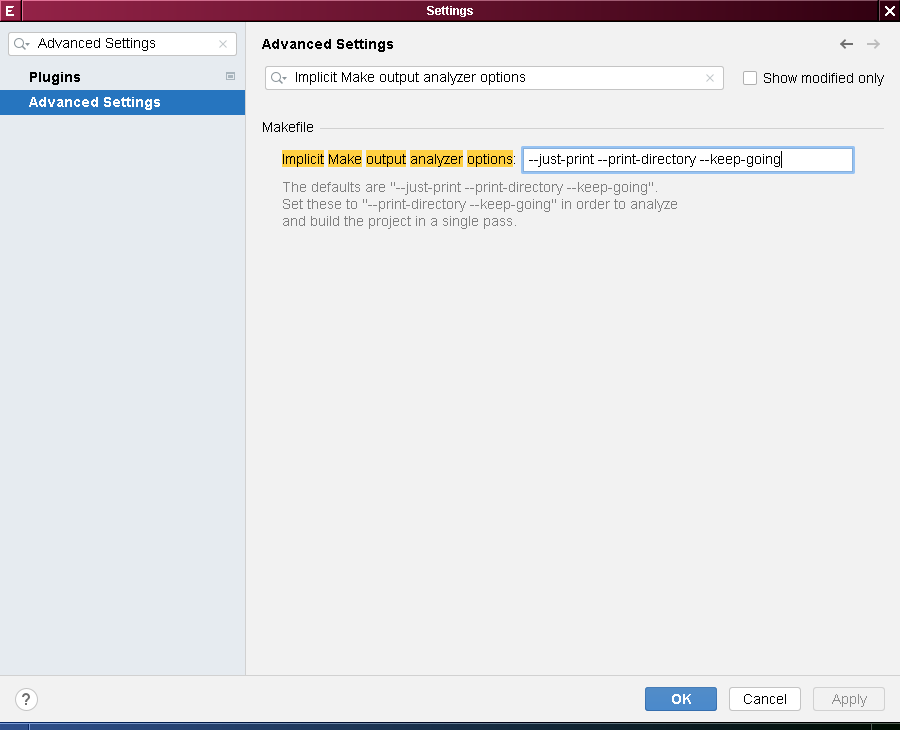 E
Settings
Advanced Settings
Plugins
Advanced Settings
Advanced Settings
Implicit Make output analyzer options
Show modified only
Makefile
Implicit Make output analyzer options: --just-print --print-directory --keep-going
The defaults are "--just-print --print-directory --keep-going".
Set these to "--print-directory --keep-going" in order to analyze
and build the project in a single pass.
?
OK
Cancel
Apply